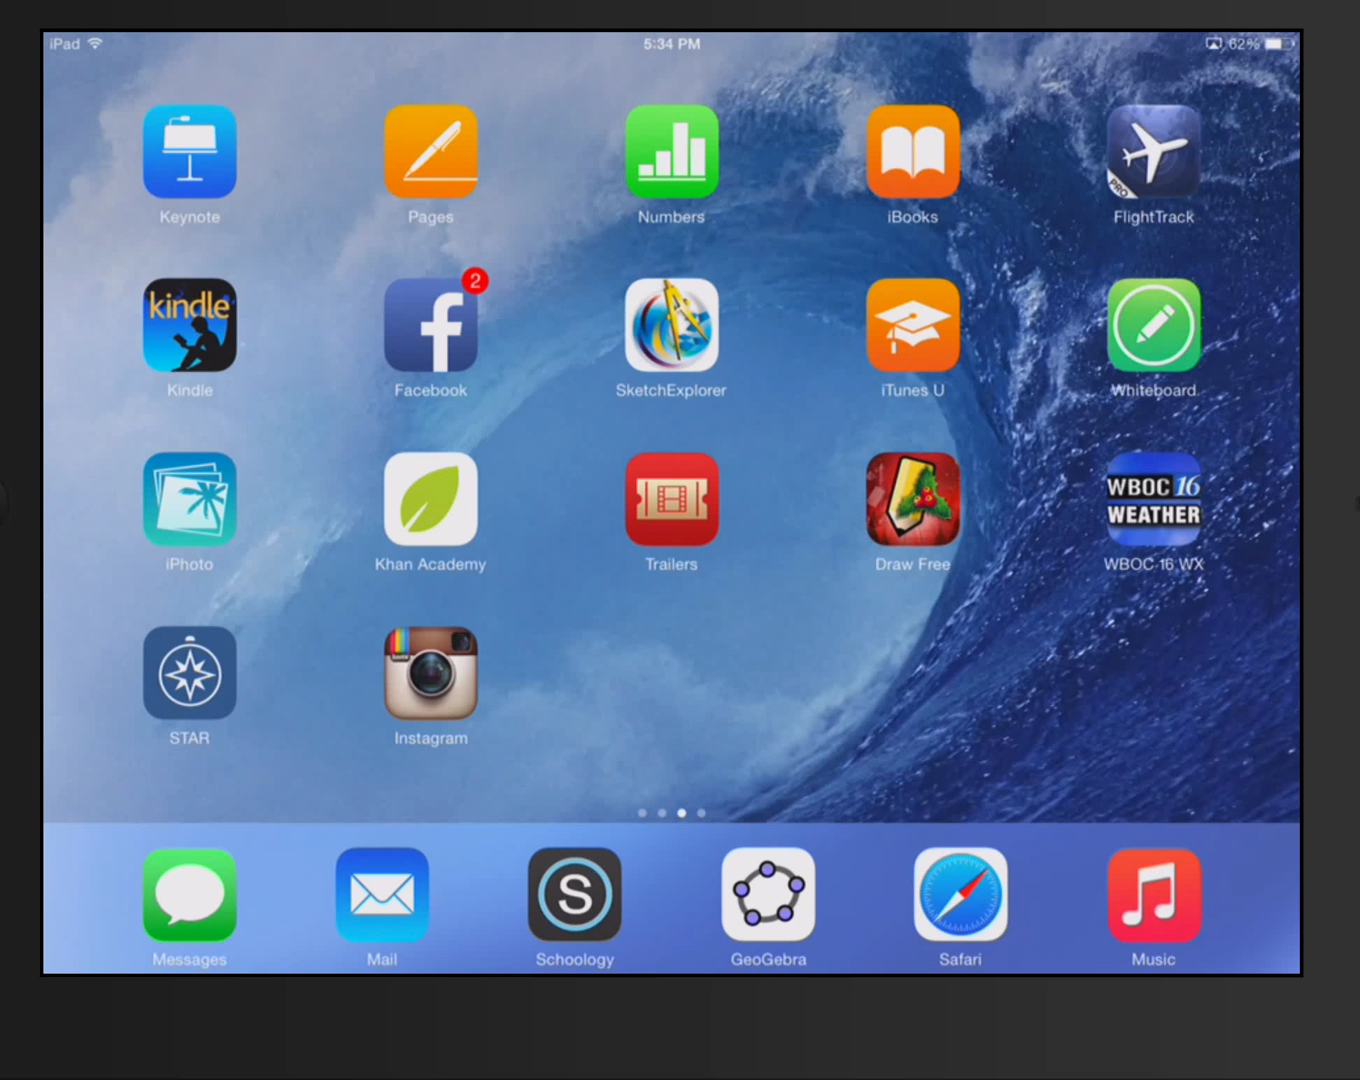 iPad 5:34 PM 62%
PRO
Keynote Pages Numbers iBooks FlightTrack
kindle 2
Kindle Facebook SketchExplorer iTunes U Whiteboard
WBOC 16
WEATHER
iPhoto Khan Academy Trailers Draw Free WBOC 16 WX
STAR Instagram
S
Messages Mail Schoology GeoGebra Safari Music